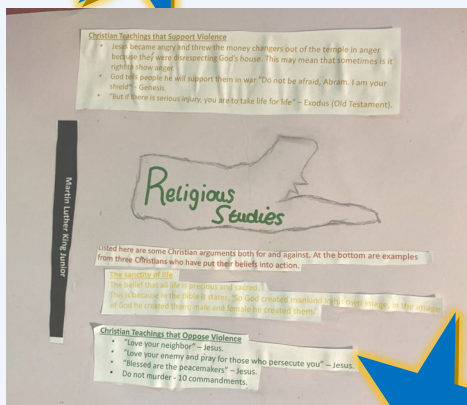 Christian Teachings that Support Violence
• Jesus became angry and threw the money changers out of the temple in anger
because they were disrespecting God's house. This may mean that sometimes is it
right to show anger.
• God tells people he will support them in war "Do not be afraid, Abram. I am your
shield" - Genesis.
• "But if there is serious injury, you are to take life for life" – Exodus (Old Testament).
Martin Luther King Junior
Religious
Studies
Listed here are some Christian arguments both for and against. At the bottom are examples
from three Christians who have put their beliefs into action.
The sanctity of life
The belief that all life is precious and sacred.
This is because in the Bible it states, 'So God created mankind in his own image, in the image
of God he created them; male and female he created them'
Christian Teachings that Oppose Violence
• "Love your neighbor" – Jesus.
• "Love your enemy and pray for those who persecute you" – Jesus.
• "Blessed are the peacemakers" – Jesus.
• Do not murder - 10 commandments.